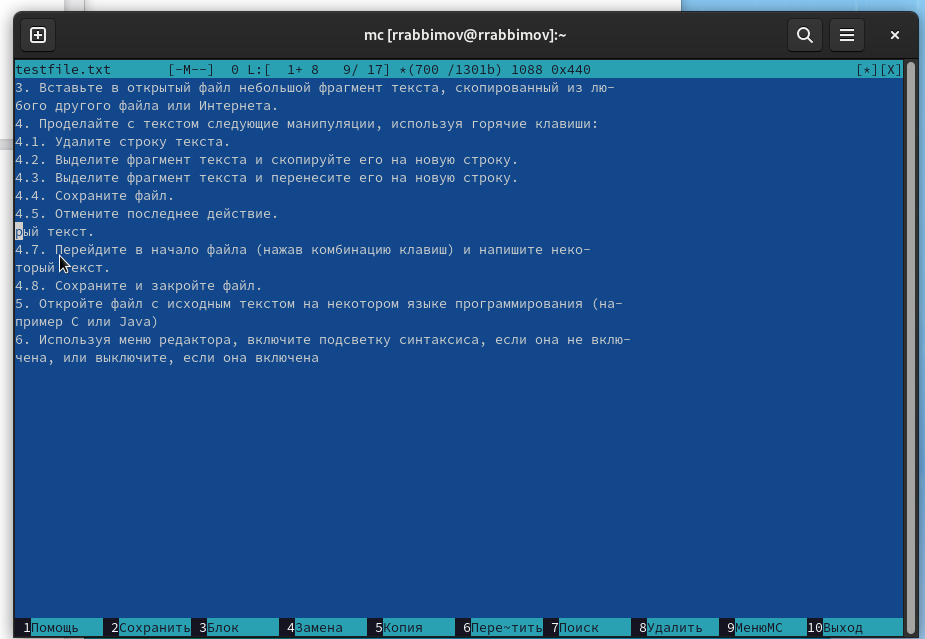 mc [rrabbimov@rrabbimov]:~
testfile.txt [-M--] 0 L:[ 1+ 8 9/ 17] *(700 /1301b) 1088 0x440 [*][X]
3. Вставьте в открытый файл небольшой фрагмент текста, скопированный из лю-
бого другого файла или Интернета.
4. Проделайте с текстом следующие манипуляции, используя горячие клавиши:
4.1. Удалите строку текста.
4.2. Выделите фрагмент текста и скопируйте его на новую строку.
4.3. Выделите фрагмент текста и перенесите его на новую строку.
4.4. Сохраните файл.
4.5. Отмените последнее действие.
рый текст.
4.7. Перейдите в начало файла (нажав комбинацию клавиш) и напишите неко-
торый текст.
4.8. Сохраните и закройте файл.
5. Откройте файл с исходным текстом на некотором языке программирования (на-
пример C или Java)
6. Используя меню редактора, включите подсветку синтаксиса, если она не вклю-
чена, или выключите, если она включена
1Помощь 2Сохранить 3Блок 4Замена 5Копия 6Пере~тить 7Поиск 8Удалить 9МенюMC 10Выход